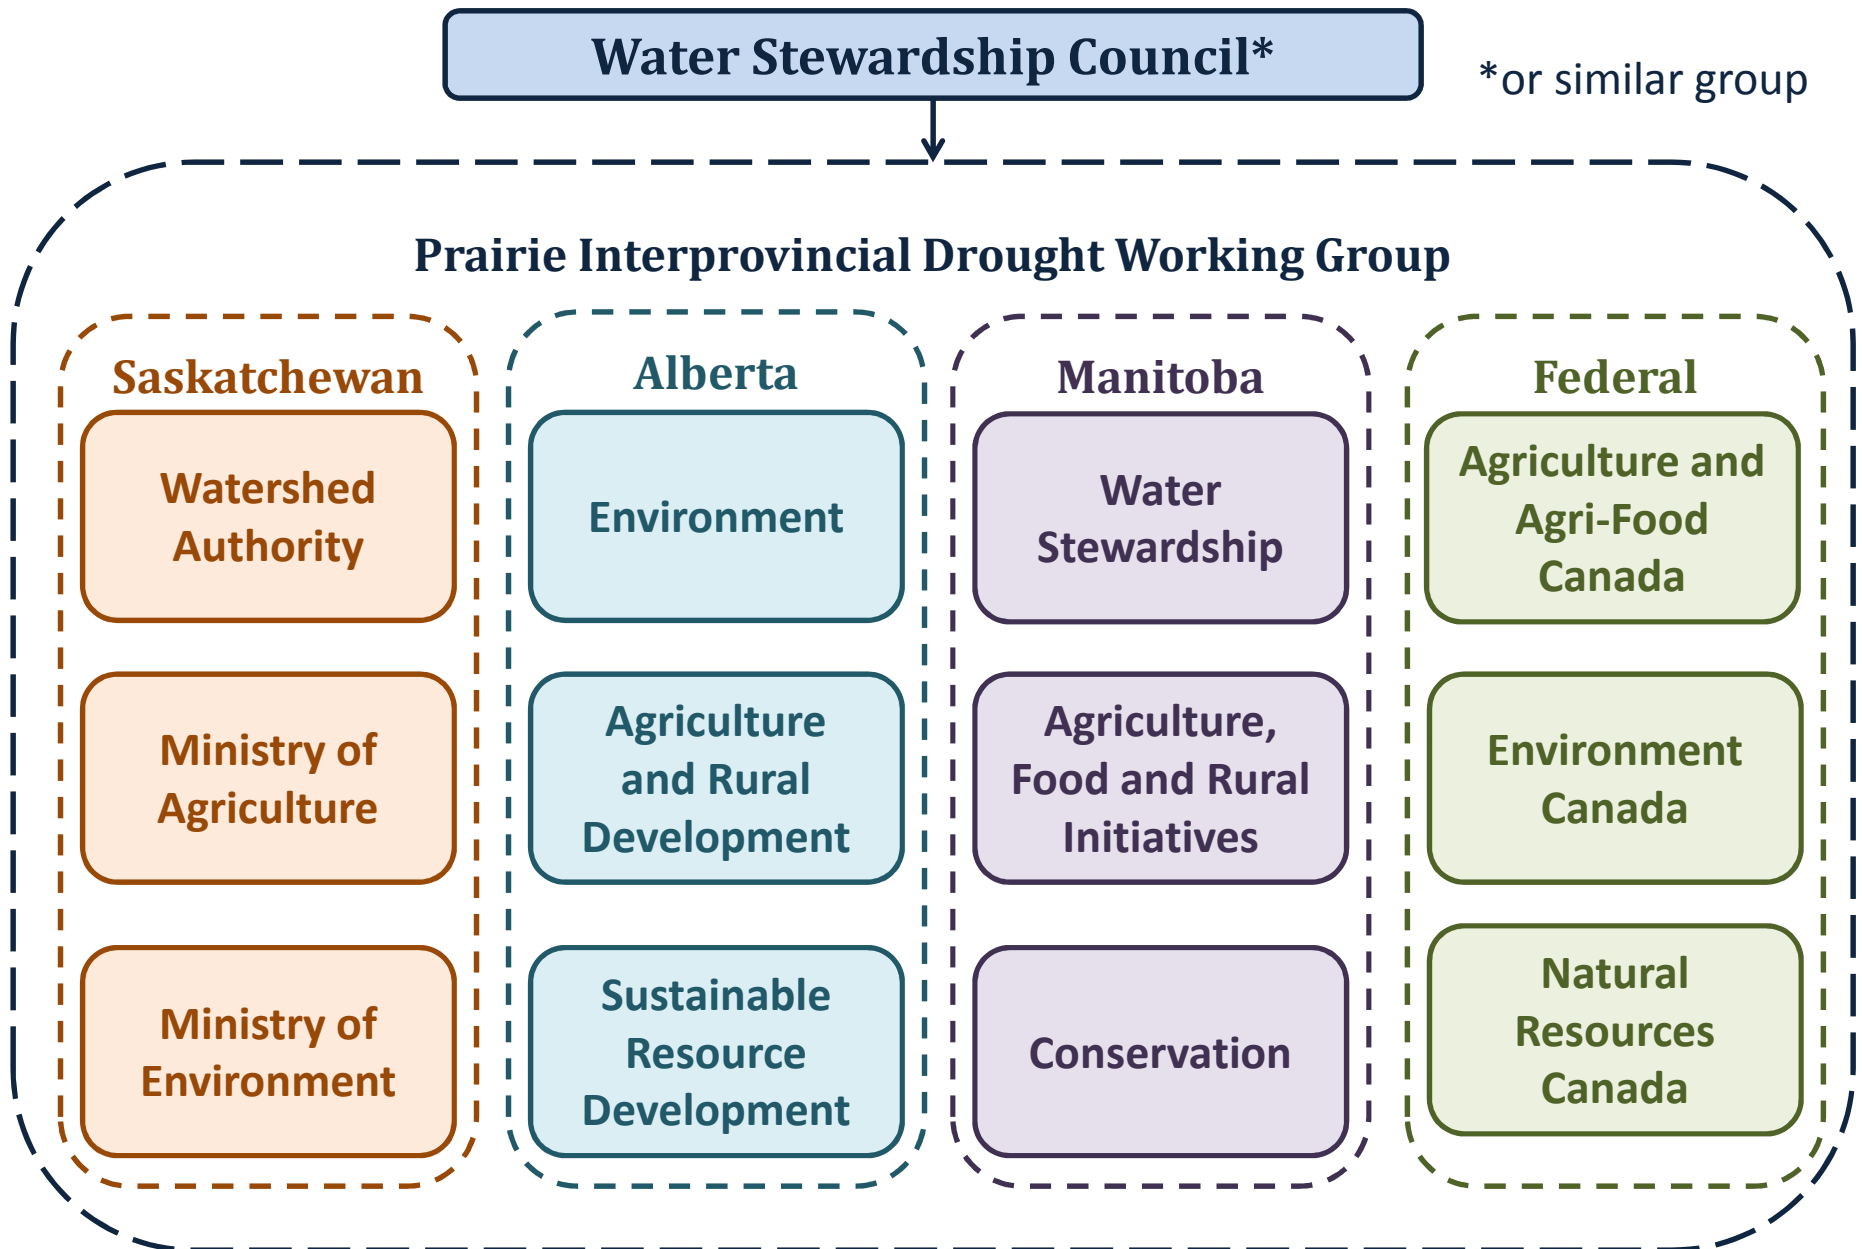 Water Stewardship Council*
*or similar group
Prairie Interprovincial Drought Working Group
Saskatchewan
Watershed
Authority
Ministry of
Agriculture
Ministry of
Environment
Alberta
Environment
Agriculture
and Rural
Development
Sustainable
Resource
Development
Manitoba
Water
Stewardship
Agriculture,
Food and Rural
Initiatives
Conservation
Federal
Agriculture and
Agri-Food
Canada
Environment
Canada
Natural
Resources
Canada